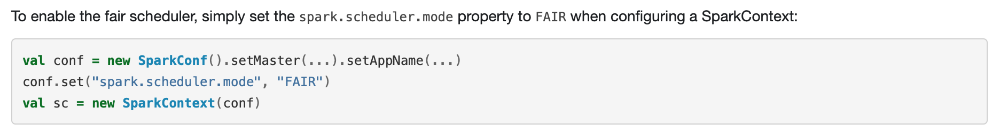 To enable the fair scheduler, simply set the spark.scheduler.mode property to FAIR when configuring a SparkContext:
val conf = new SparkConf().setMaster(...).setAppName(...)
conf.set("spark.scheduler.mode", "FAIR")
val sc = new SparkContext(conf)